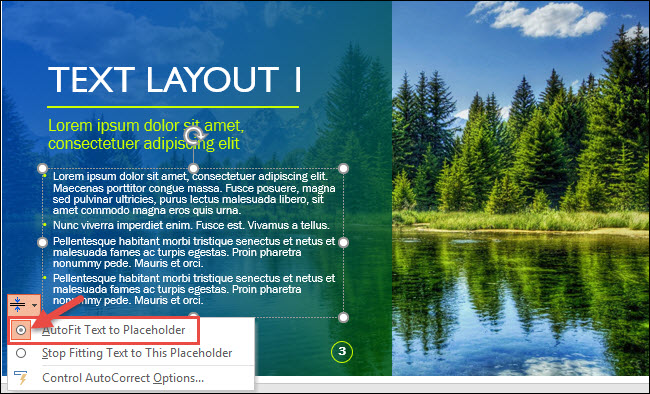 TEXT LAYOUT 1
Lorem ipsum dolor sit amet,
consectetuer adipiscing elit
Lorem ipsum dolor sit amet, consectetuer adipiscing elit.
Maecenas porttitor congue massa. Fusce posuere, magna
sed pulvinar ultricies, purus lectus malesuada libero, sit
amet commodo magna eros quis urna.
Nunc viverra imperdiet enim. Fusce est. Vivamus a tellus.
Pellentesque habitant morbi tristique senectus et netus et
malesuada fames ac turpis egestas. Proin pharetra
nonummy pede. Mauris et orci.
Pellentesque habitant morbi tristique senectus et netus et
malesuada fames ac turpis egestas. Proin pharetra
nonummy pede. Mauris et orci.
AutoFit Text to Placeholder
Stop Fitting Text to This Placeholder
Control AutoCorrect Options...
3